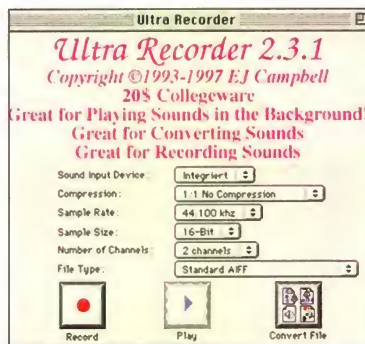 Ultra Recorder
Ultra Recorder 2.3.1
Copyright ©1993-1997 EJ Campbell
20$ Collegeware
Great for Playing Sounds in the Background!
Great for Converting Sounds
Great for Recording Sounds
Sound Input Device: Integriert
Compression: 1:1 No Compression
Sample Rate: 44.100 khz
Sample Size: 16-Bit
Number of Channels: 2 channels
File Type: Standard AIFF
Record Play Convert File